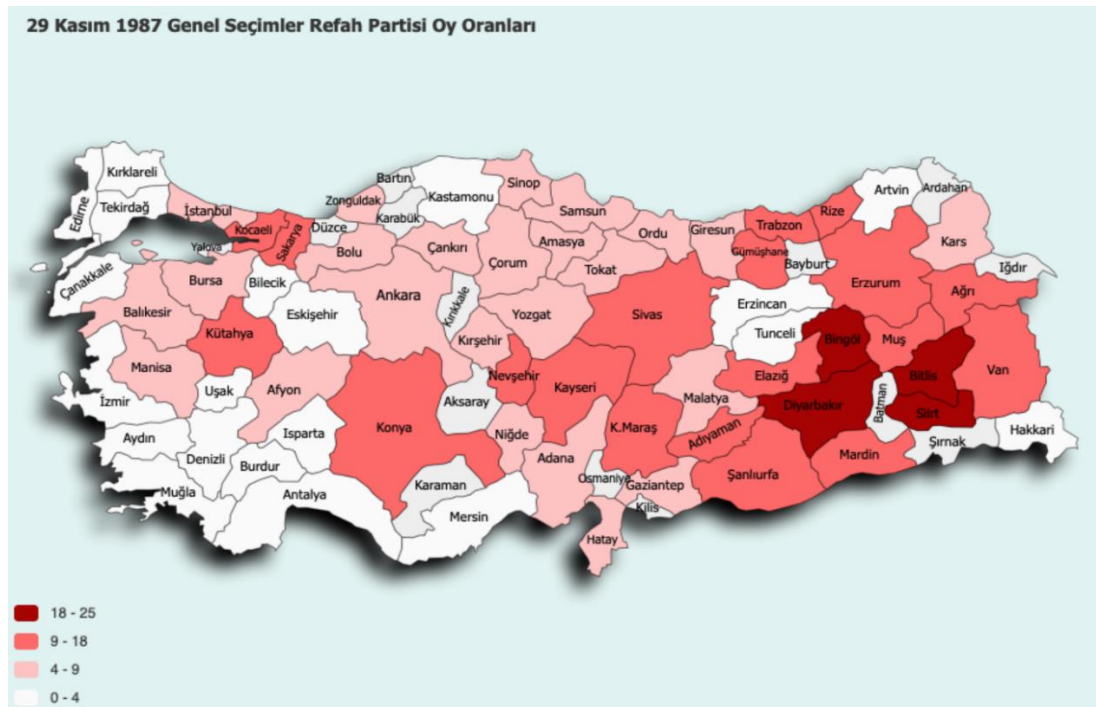 29 Kasım 1987 Genel Seçimler Refah Partisi Oy Oranları
Kırklareli
Edirne
Tekirdağ
İstanbul
Kocaeli
Yalova
Sakarya
Düzce
Zonguldak
Bartın
Karabük
Kastamonu
Sinop
Samsun
Ordu
Giresun
Trabzon
Rize
Artvin
Ardahan
Kars
Iğdır
Gümüşhane
Bayburt
Erzurum
Ağrı
Çanakkale
Balıkesir
Bursa
Bilecik
Bolu
Çankırı
Çorum
Amasya
Tokat
Eskişehir
Ankara
Kırıkkale
Yozgat
Sivas
Erzincan
Tunceli
Bingöl
Muş
Kütahya
Manisa
Uşak
Afyon
Kırşehir
Nevşehir
Kayseri
Malatya
Elazığ
Bitlis
Van
İzmir
Aksaray
Konya
Niğde
K.Maraş
Adıyaman
Diyarbakır
Batman
Siirt
Hakkari
Şırnak
Aydın
Denizli
Isparta
Burdur
Muğla
Antalya
Karaman
Mersin
Adana
Osmaniye
Gaziantep
Kilis
Hatay
Şanlıurfa
Mardin
18 - 25
9 - 18
4 - 9
0 - 4